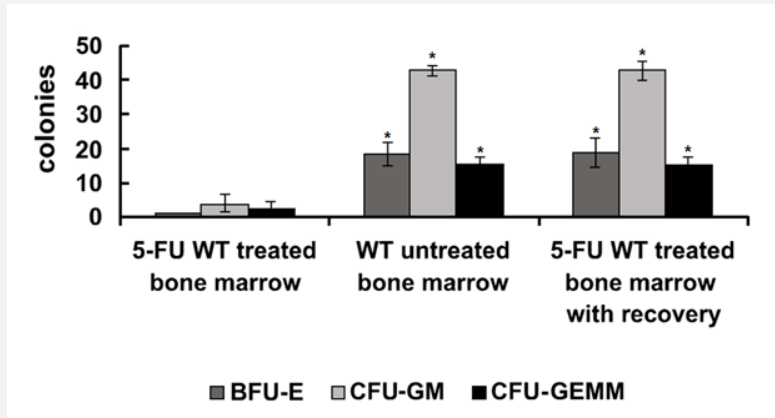 colonies
50
40
30
20
10
0
*
*
*
*
*
*
5-FU WT treated
bone marrow
WT untreated
bone marrow
5-FU WT treated
bone marrow
with recovery
BFU-E CFU-GM CFU-GEMM